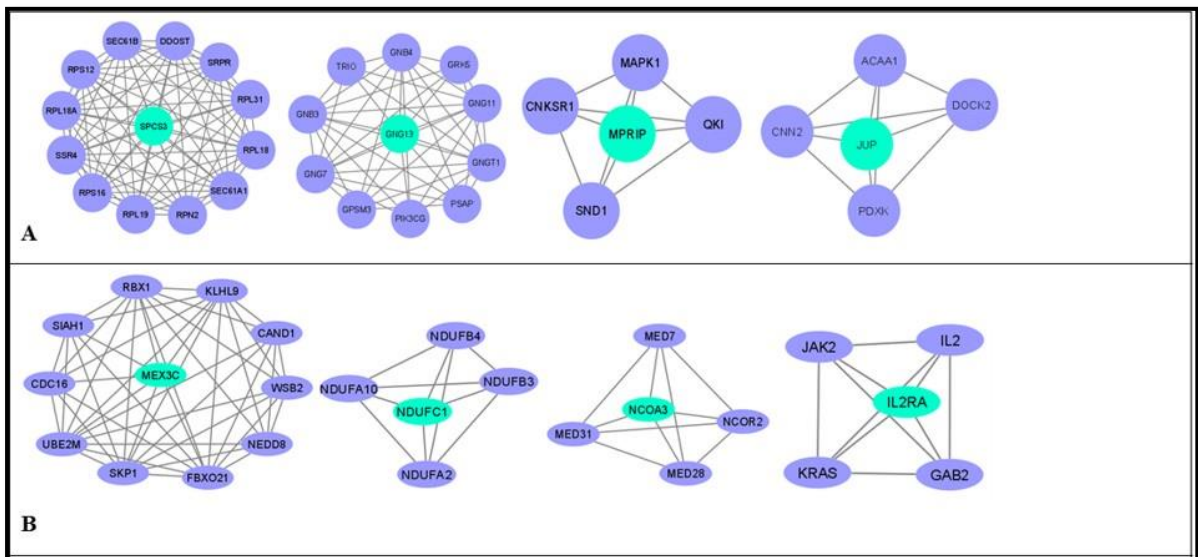 SEC61B
DDOST
SRPR
RPS12
RPL31
RPL18A
SPCS3
RPL18
SSR4
SEC61A1
RPS16
RPL19
RPN2
GNB4
TRIO
GRK5
GNB3
GNG11
GNG13
GNG7
GNGT1
GPSM3
PSAP
PIK3CG
MAPK1
CNKSR1
MPRIP
QKI
SND1
ACAA1
DOCK2
CNN2
JUP
PDXK
A
RBX1
KLHL9
SIAH1
CAND1
MEX3C
CDC16
WSB2
UBE2M
NEDD8
SKP1
FBXO21
NDUFB4
NDUFA10
NDUFB3
NDUFC1
NDUFA2
MED7
NCOA3
MED31
NCOR2
MED28
JAK2
IL2
IL2RA
KRAS
GAB2
B